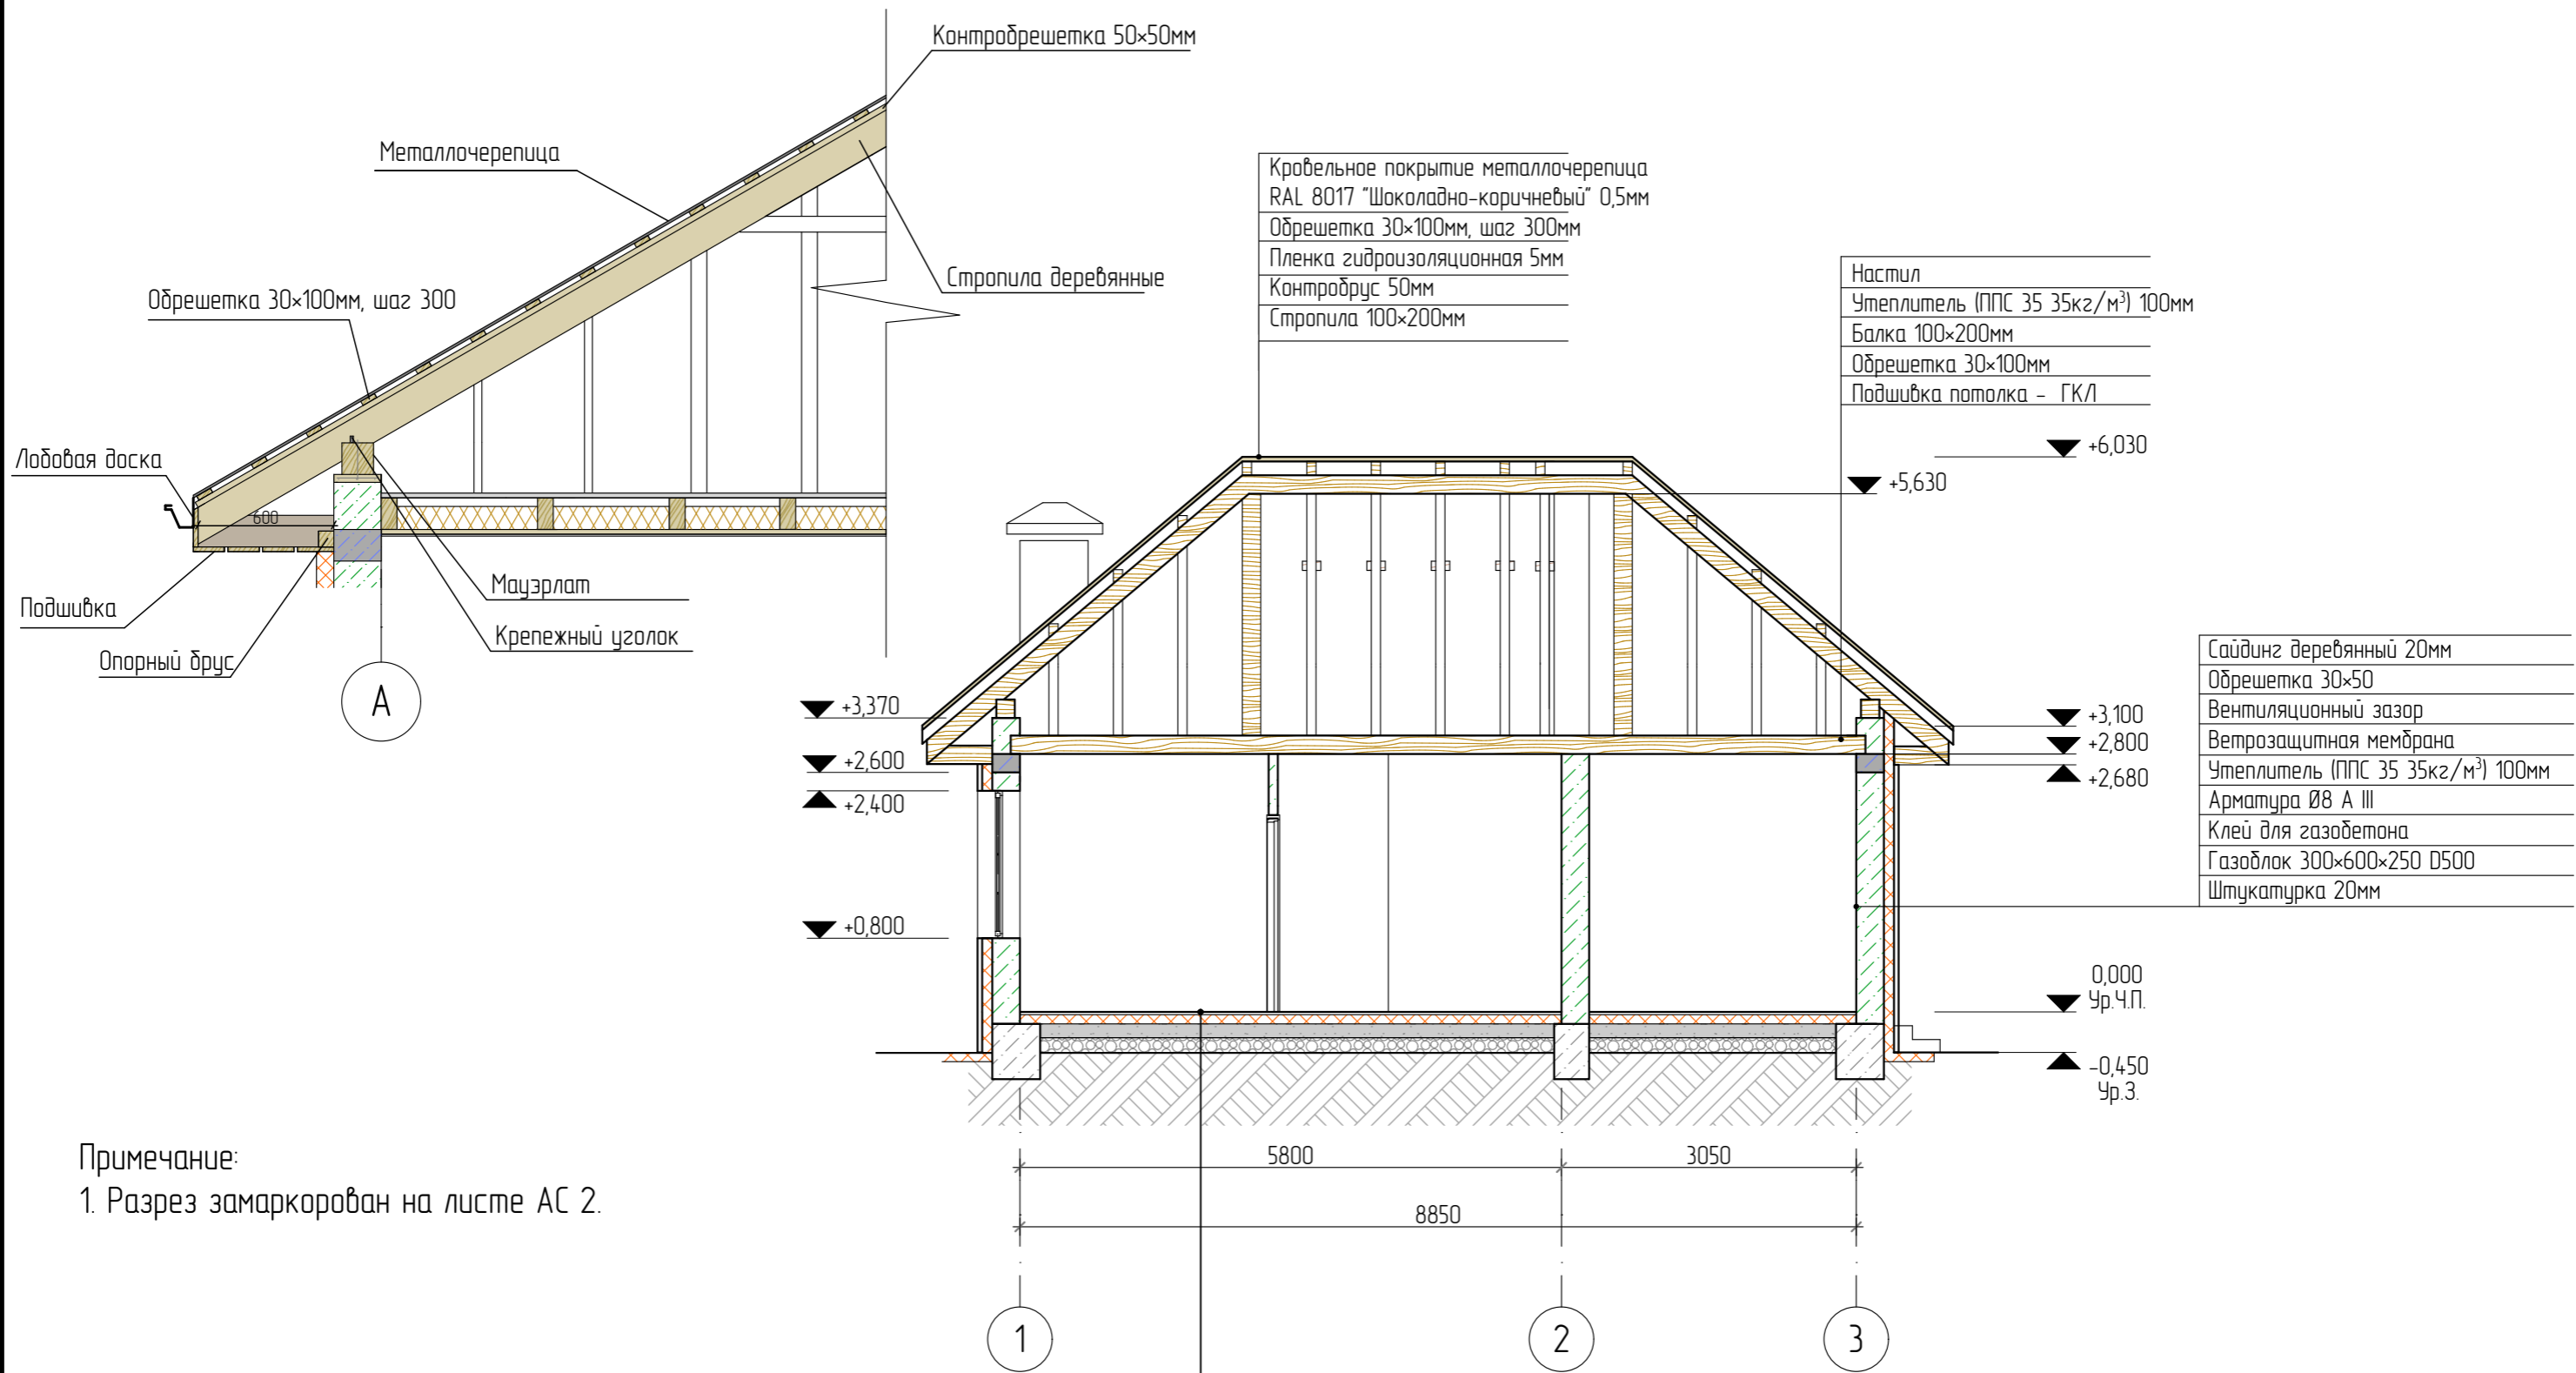 Контробрешетка 50×50мм
Металлочерепица
Стропила деревянные
Обрешетка 30×100мм, шаг 300
Лобовая доска
600
Подшивка
Опорный брус
Мауэрлат
Крепежный уголок
А
Кровельное покрытие металлочерепица
RAL 8017 "Шоколадно-коричневый" 0,5мм
Обрешетка 30×100мм, шаг 300мм
Пленка гидроизоляционная 5мм
Контробрус 50мм
Стропила 100×200мм
Настил
Утеплитель (ППС 35 35кг/м³) 100мм
Балка 100×200мм
Обрешетка 30×100мм
Подшивка потолка - ГКЛ
+6,030
+5,630
+3,370
+2,600
+2,400
+0,800
+3,100
+2,800
+2,680
0,000
Ур.Ч.П.
-0,450
Ур.З.
Сайдинг деревянный 20мм
Обрешетка 30×50
Вентиляционный зазор
Ветрозащитная мембрана
Утеплитель (ППС 35 35кг/м³) 100мм
Арматура Ø8 А III
Клей для газобетона
Газоблок 300×600×250 D500
Штукатурка 20мм
5800
3050
8850
1
2
3
Примечание:
1. Разрез замаркорован на листе АС 2.